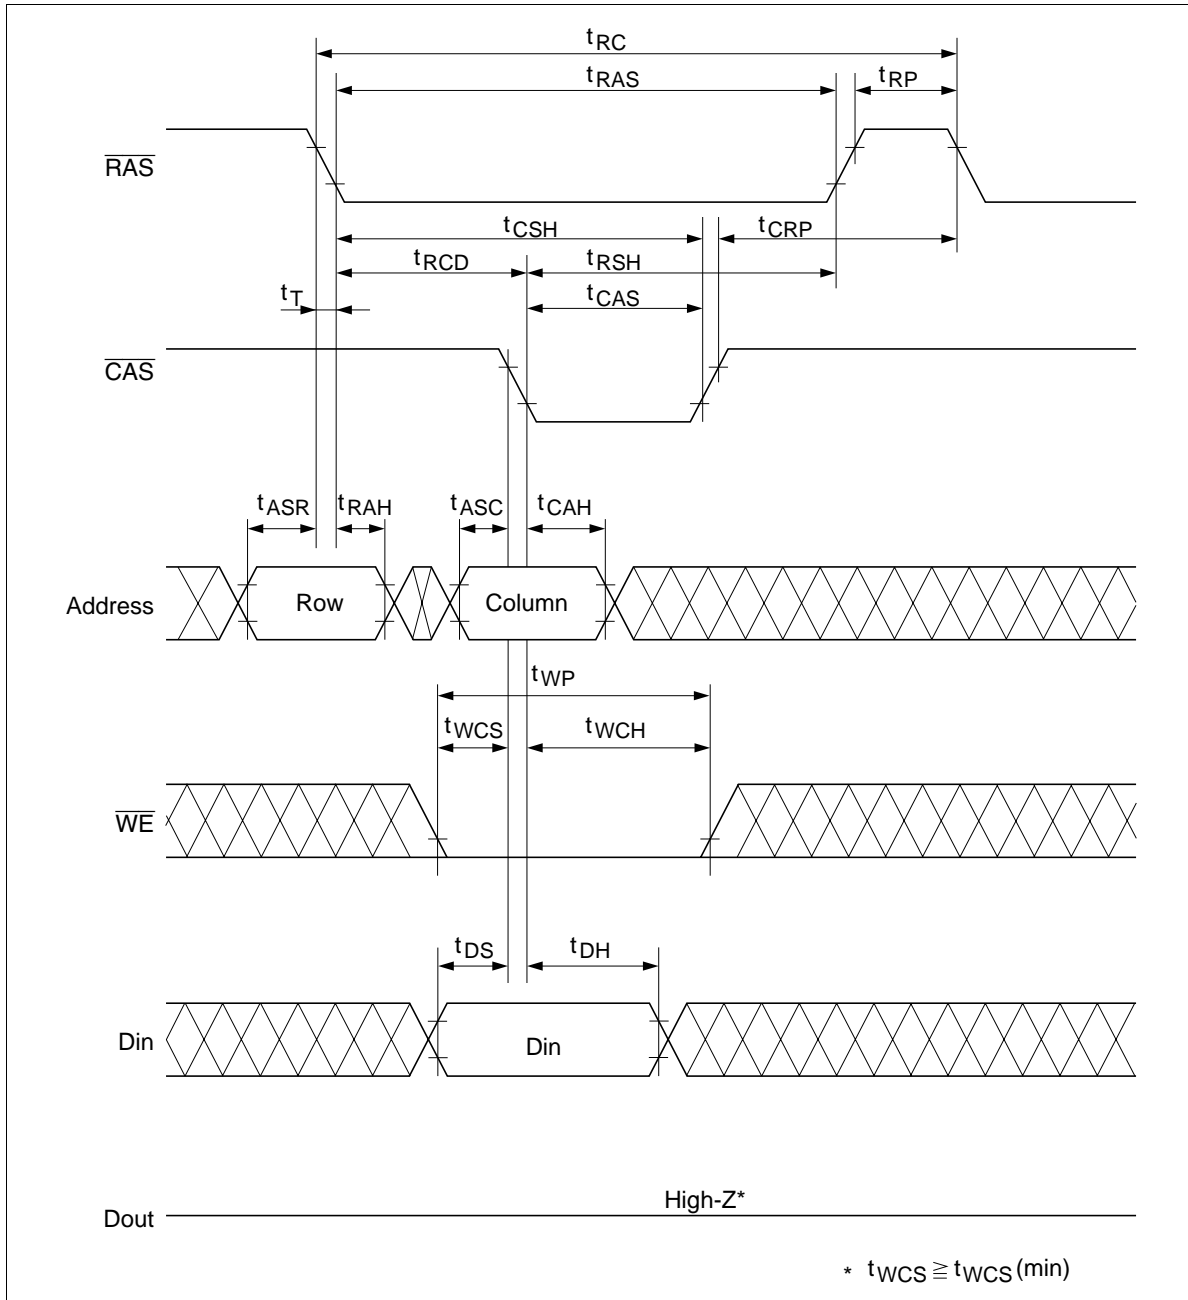 tRC
tRAS
tRP
RAS
tCSH
tCRP
tRCD
tRSH
tT
tCAS
CAS
tASR
tRAH
tASC
tCAH
Address
Row
Column
tWP
tWCS
tWCH
WE
tDS
tDH
Din
Din
High-Z*
Dout
* tWCS ≧ tWCS(min)